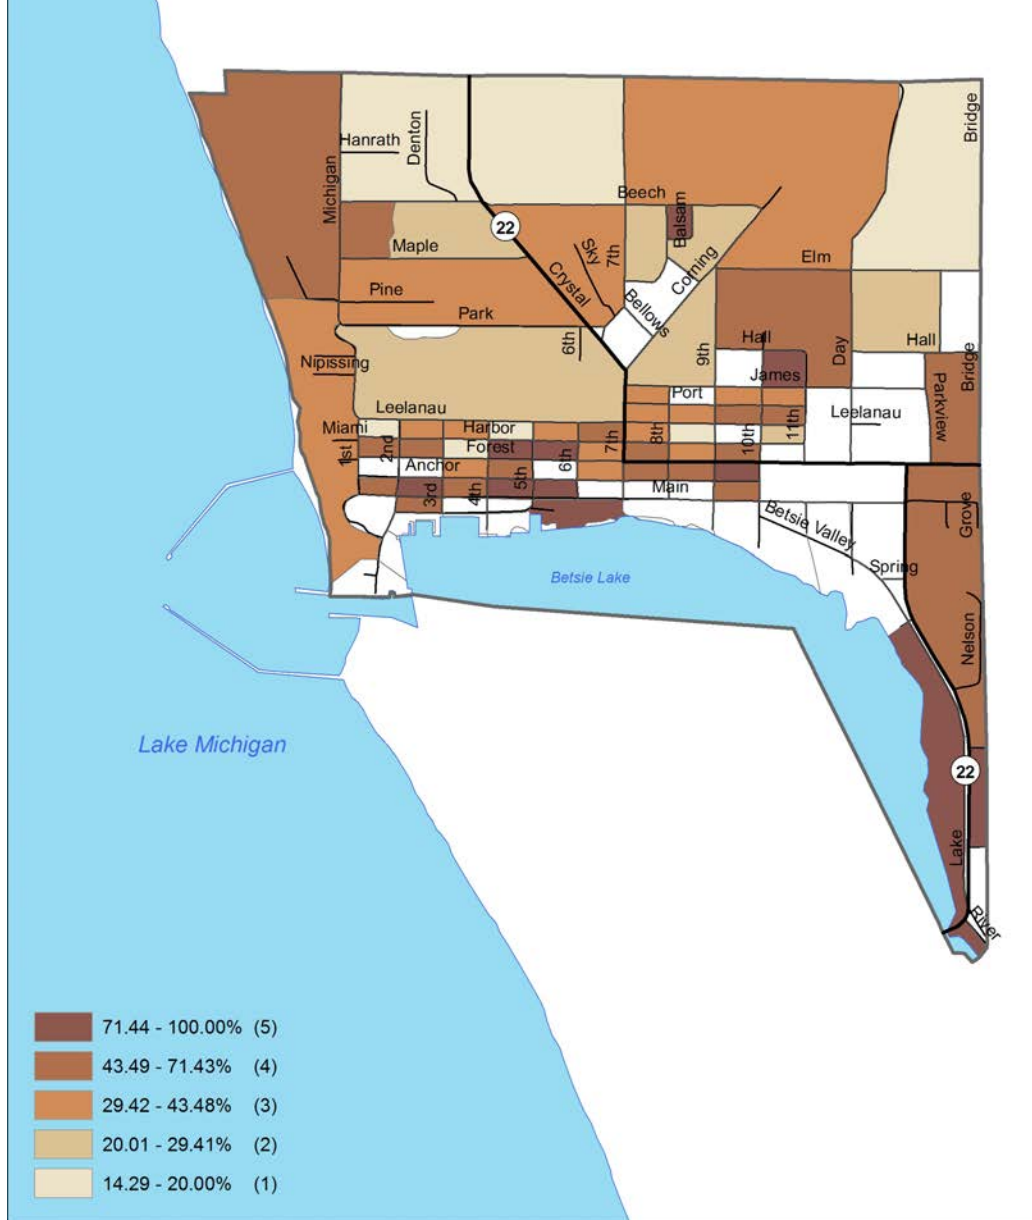 Bridge
Hanrath
Denton
Michigan
Beech
Balsam
22
Maple
Sky
7th
Corning
Elm
Crystal
Pine
Bellows
Park
6th
Hall
Hall
9th
Day
Nipissing
James
Bridge
Port
Parkview
Leelanau
Leelanau
Miami
Harbor
11th
1st
2nd
Forest
7th
8th
10th
6th
Anchor
5th
Main
3rd
4th
Betsie Valley
Grove
Spring
Betsie Lake
Nelson
Lake Michigan
22
Lake
River
71.44 - 100.00% (5)
43.49 - 71.43% (4)
29.42 - 43.48% (3)
20.01 - 29.41% (2)
14.29 - 20.00% (1)